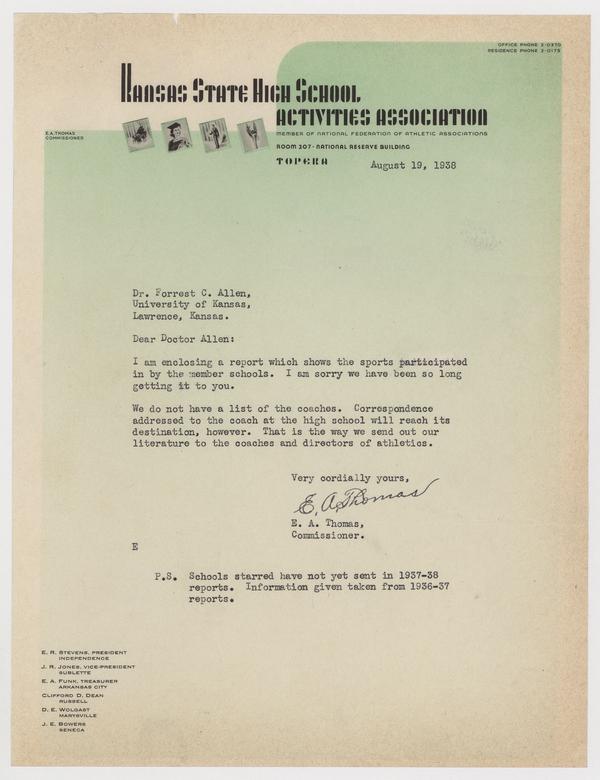 OFFICE PHONE 2-0370
RESIDENCE PHONE 2-0175
KANSAS STATE HIGH SCHOOL
ACTIVITIES ASSOCIATION
E.A. THOMAS
COMMISSIONER
MEMBER OF NATIONAL FEDERATION OF ATHLETIC ASSOCIATIONS
ROOM 207 - NATIONAL RESERVE BUILDING
TOPEKA
August 19, 1938
Dr. Forrest C. Allen,
University of Kansas,
Lawrence, Kansas.
Dear Doctor Allen:
I am enclosing a report which shows the sports participated
in by the member schools.  I am sorry we have been so long
getting it to you.
We do not have a list of the coaches.  Correspondence
addressed to the coach at the high school will reach its
destination, however.  That is the way we send out our
literature to the coaches and directors of athletics.
Very cordially yours,
E. A. Thomas
E. A. Thomas,
Commissioner.
E
P.S.  Schools starred have not yet sent in 1937-38
reports.  Information given taken from 1936-37
reports.
E. R. STEVENS, PRESIDENT
INDEPENDENCE
J. R. JONES, VICE-PRESIDENT
SUBLETTE
E. A. FUNK, TREASURER
ARKANSAS CITY
CLIFFORD D. DEAN
RUSSELL
D. E. WOLGAST
MARYSVILLE
J. E. BOWERS
SENECA